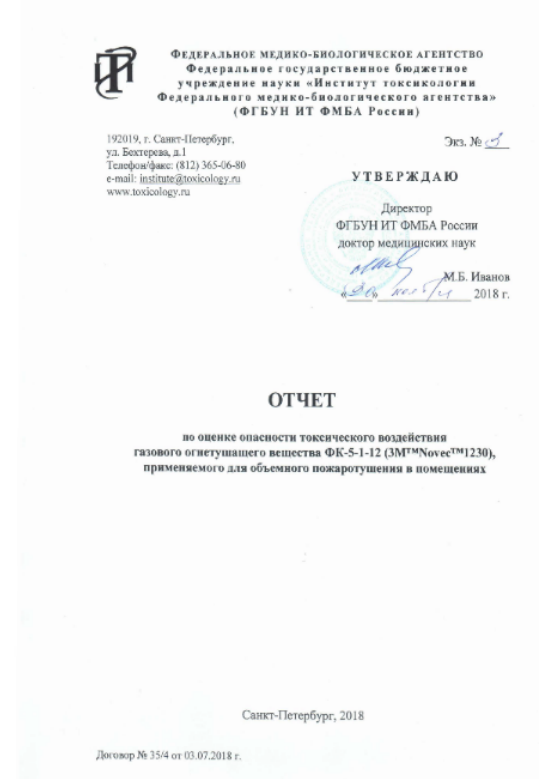 ФЕДЕРАЛЬНОЕ МЕДИКО-БИОЛОГИЧЕСКОЕ АГЕНТСТВО
Федеральное государственное бюджетное
учреждение науки «Институт токсикологии
Федерального медико-биологического агентства»
(ФГБУН ИТ ФМБА России)
192019, г. Санкт-Петербург,
ул. Бехтерева, д.1
Телефон/факс: (812) 365-06-80
e-mail: institute@toxicology.ru
www.toxicology.ru
Экз. № 3
УТВЕРЖДАЮ
Директор
ФГБУН ИТ ФМБА России
доктор медицинских наук
М.Б. Иванов
«20» ноября 2018 г.
ОТЧЕТ
по оценке опасности токсического воздействия
газового огнетушащего вещества ФК-5-1-12 (3M™Novec™1230),
применяемого для объемного пожаротушения в помещениях
Санкт-Петербург, 2018
Договор № 35/4 от 03.07.2018 г.